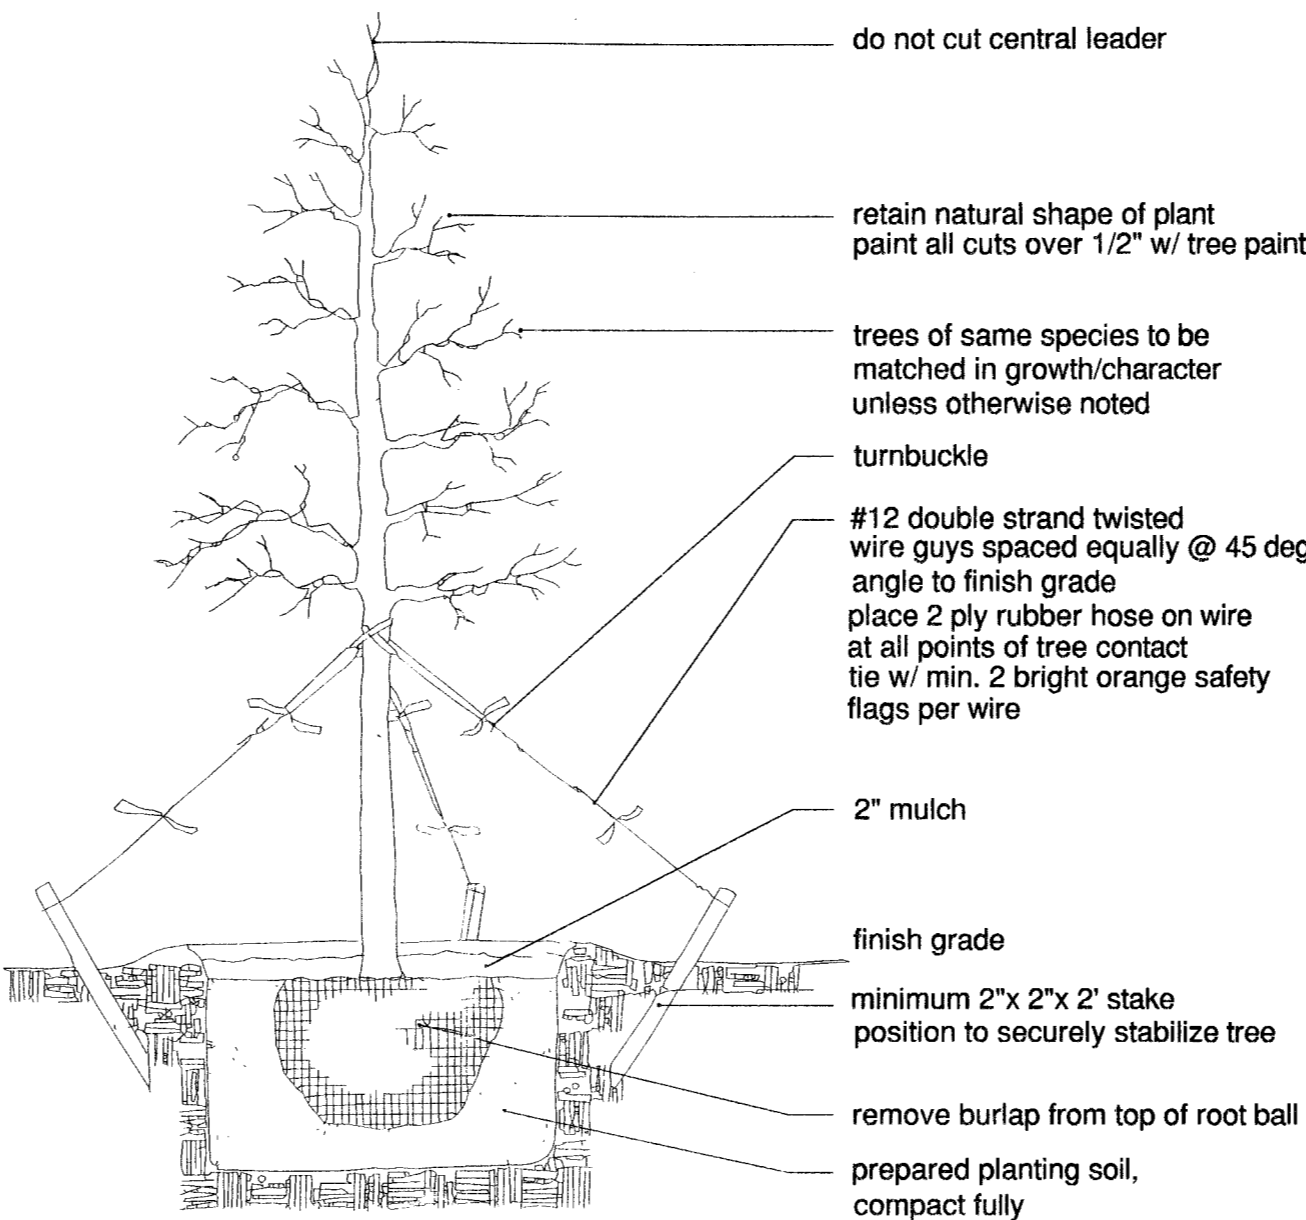 do not cut central leader
retain natural shape of plant
paint all cuts over 1/2" w/ tree paint
trees of same species to be
matched in growth/character
unless otherwise noted
turnbuckle
#12 double strand twisted
wire guys spaced equally @ 45 deg
angle to finish grade
place 2 ply rubber hose on wire
at all points of tree contact
tie w/ min. 2 bright orange safety
flags per wire
2" mulch
finish grade
minimum 2"x 2"x 2' stake
position to securely stabilize tree
remove burlap from top of root ball
prepared planting soil,
compact fully